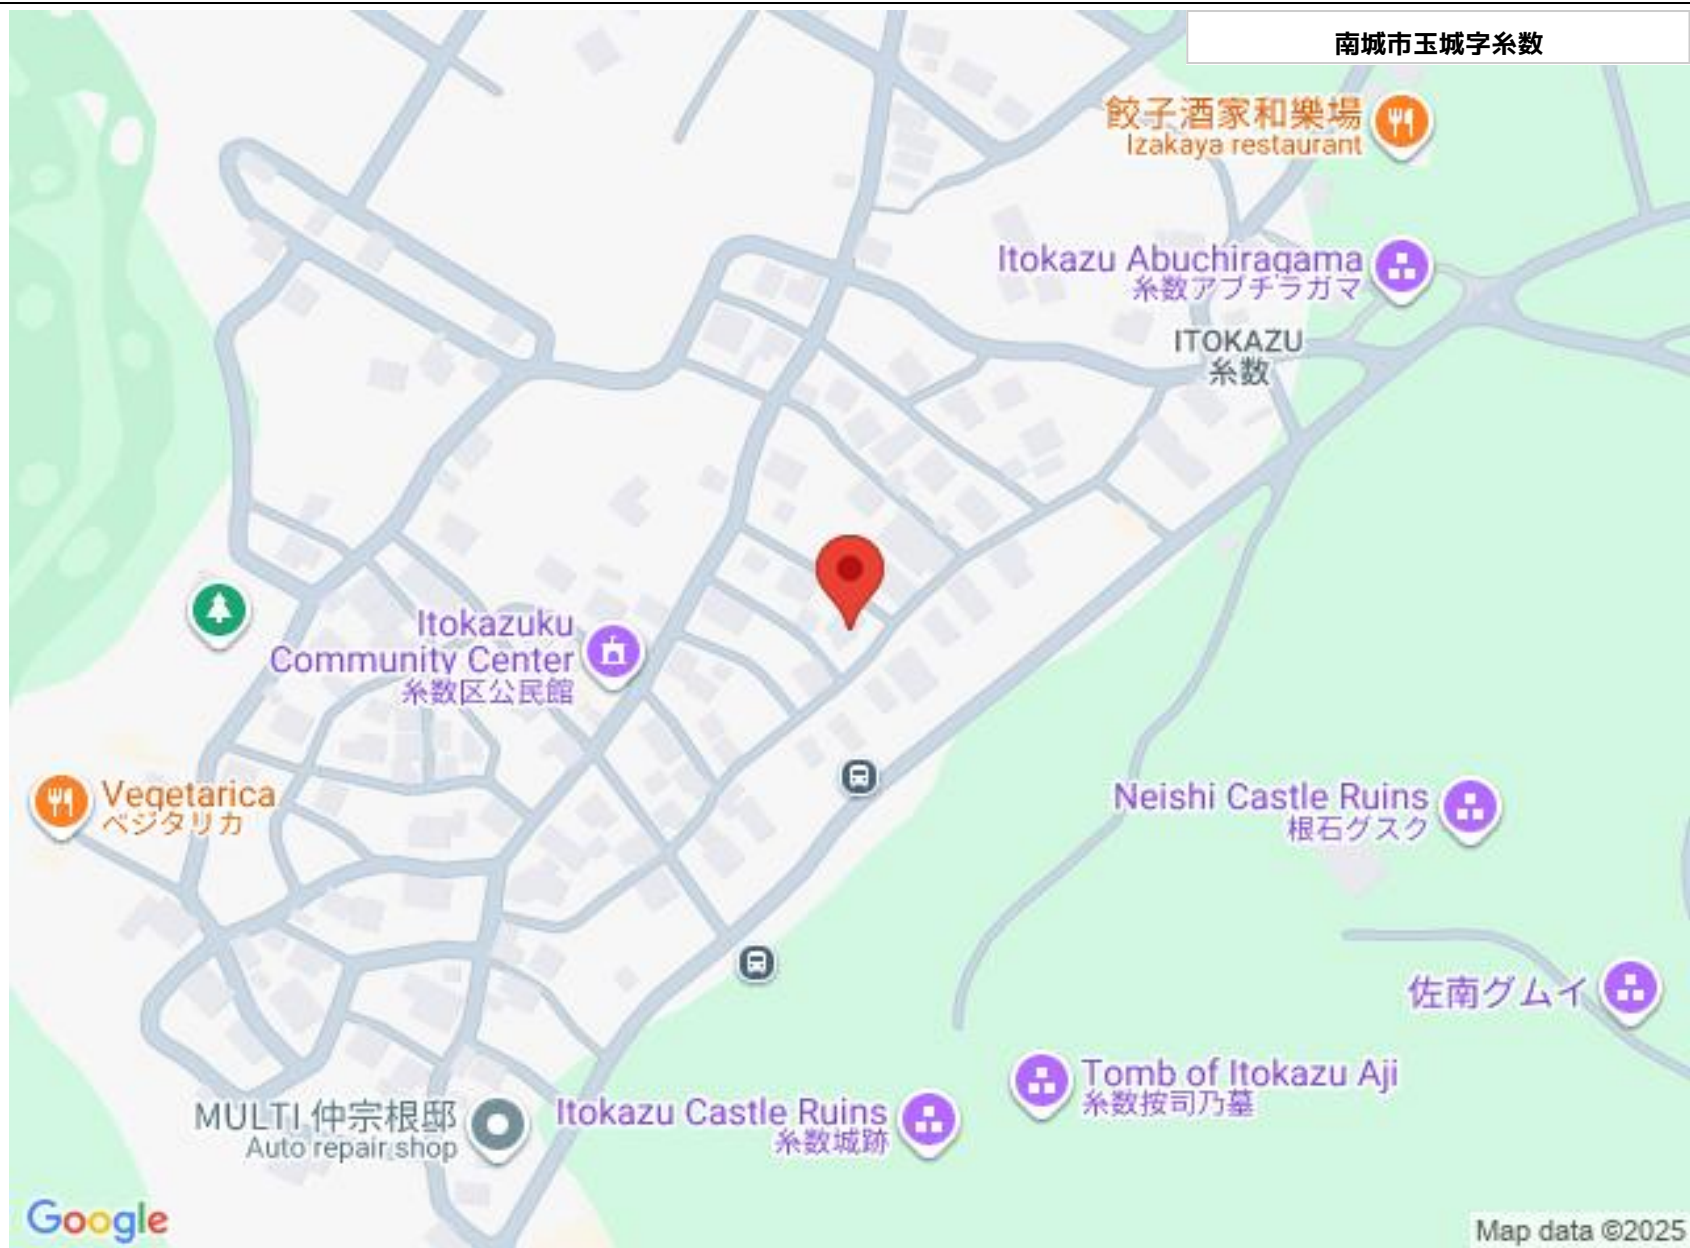 南城市玉城字糸数
餃子酒家和樂場
Izakaya restaurant
Itokazu Abuchiragama
糸数アブチラガマ
ITOKAZU
糸数
Itokazuku
Community Center
糸数区公民館
Vegetarica
ベジタリカ
Neishi Castle Ruins
根石グスク
佐南グムイ
Tomb of Itokazu Aji
糸数按司乃墓
MULTI 仲宗根邸
Auto repair shop
Itokazu Castle Ruins
糸数城跡
Google
Map data ©2025